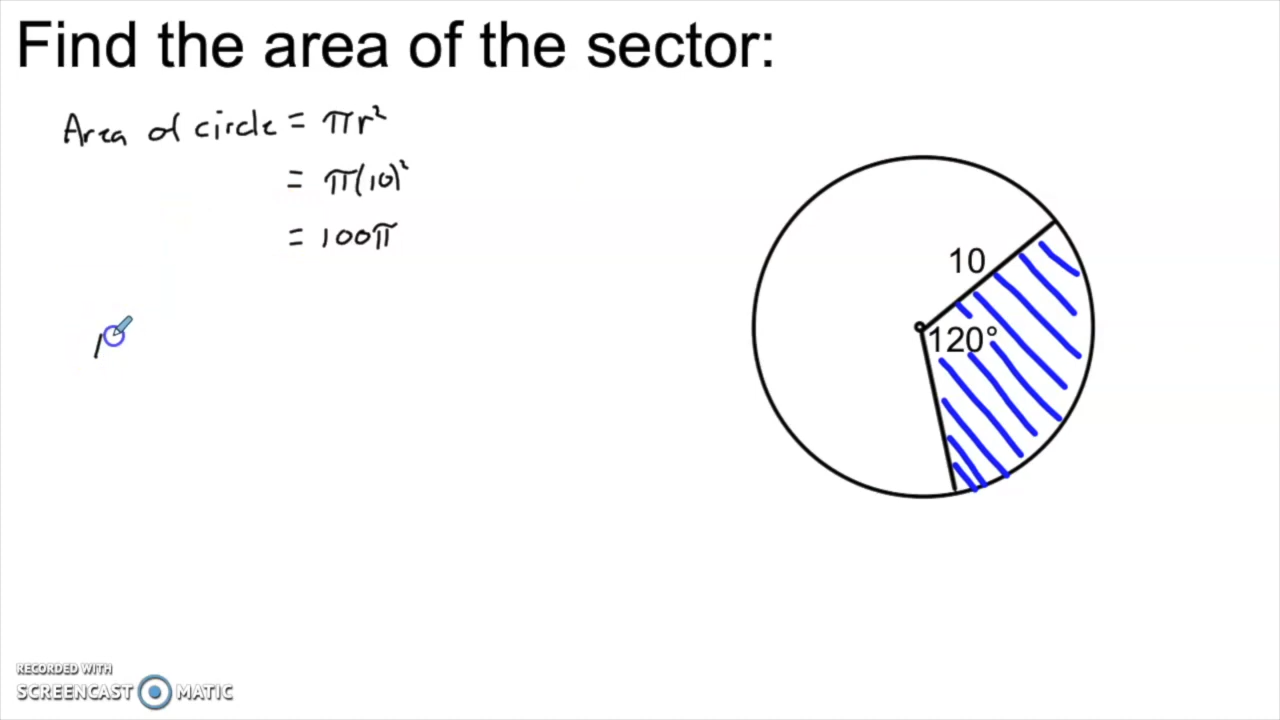 Find the area of the sector:
Area of circle = πr²
= π(10)²
= 100π
10
120°
RECORDED WITH
SCREENCAST MATIC